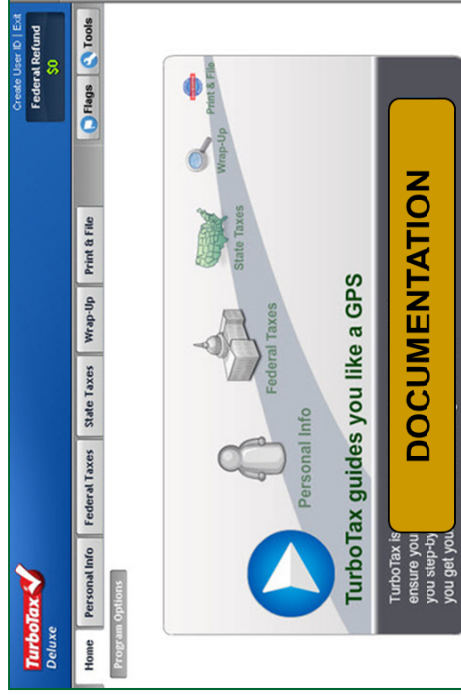 Create User ID | Exit
TurboTax
Deluxe
Federal Refund
$0
Home
Personal Info
Federal Taxes
State Taxes
Wrap-Up
Print & File
Flags
Tools
Program Options
Print & File
Wrap-Up
State Taxes
Federal Taxes
Personal Info
TurboTax guides you like a GPS
TurboTax is
ensure your
you step-by
you get you
DOCUMENTATION